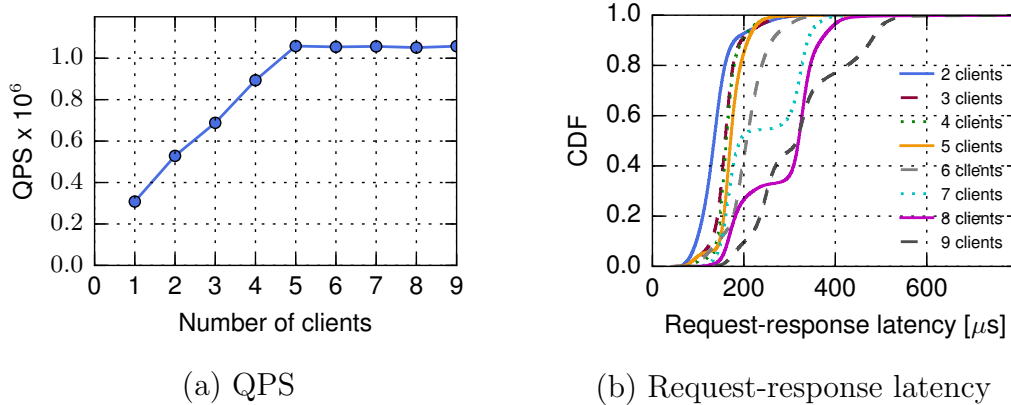 1.0
0.8
0.6
0.4
0.2
0.0
0 1 2 3 4 5 6 7 8 9
QPS x 10^6
Number of clients
(a) QPS
1.0
0.8
0.6
0.4
0.2
0.0
0 200 400 600
CDF
2 clients
3 clients
4 clients
5 clients
6 clients
7 clients
8 clients
9 clients
Request-response latency [μs]
(b) Request-response latency